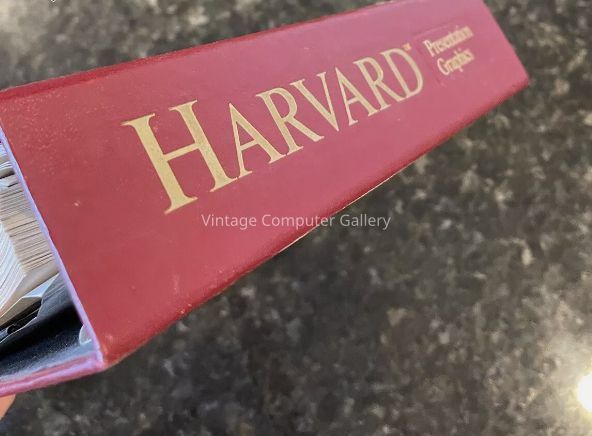 HARVARD™
Presentation
Graphics
Vintage Computer Gallery